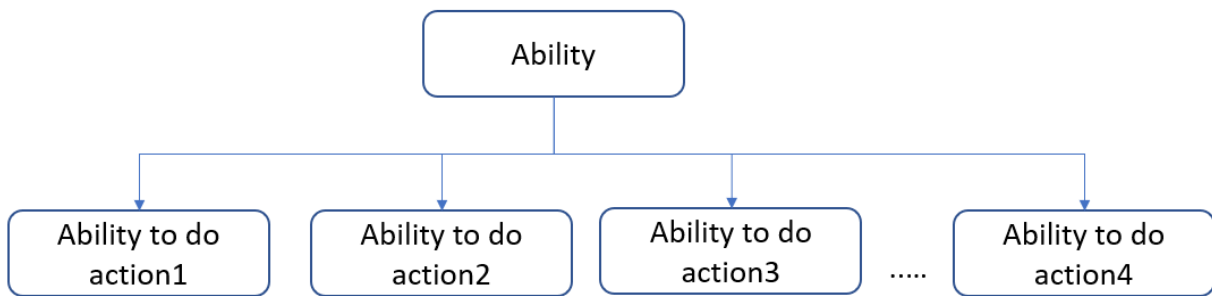 Ability
Ability to do
action1
Ability to do
action2
Ability to do
action3
.....
Ability to do
action4